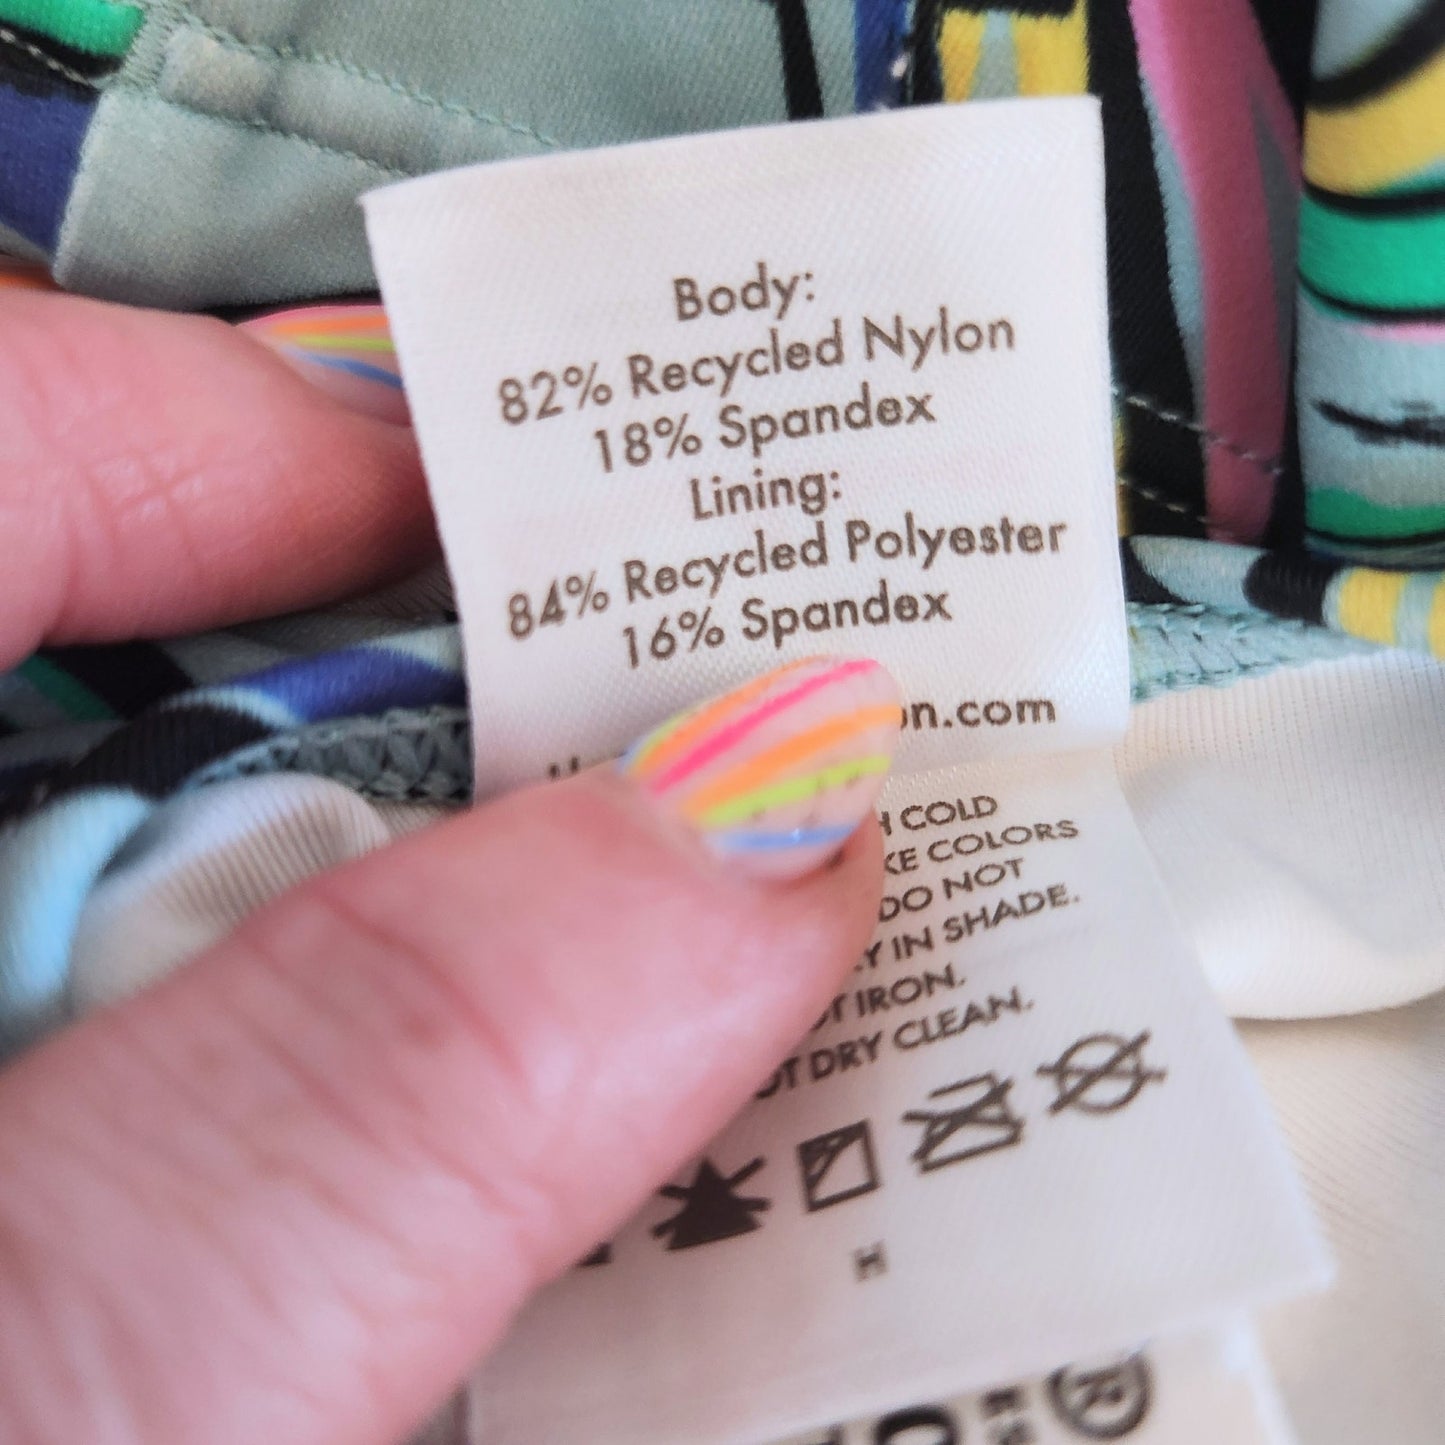 Body:
82% Recycled Nylon
18% Spandex
Lining:
84% Recycled Polyester
16% Spandex
COLD
COLORS
DO NOT
IN SHADE.
IRON.
DRY CLEAN.
H
R